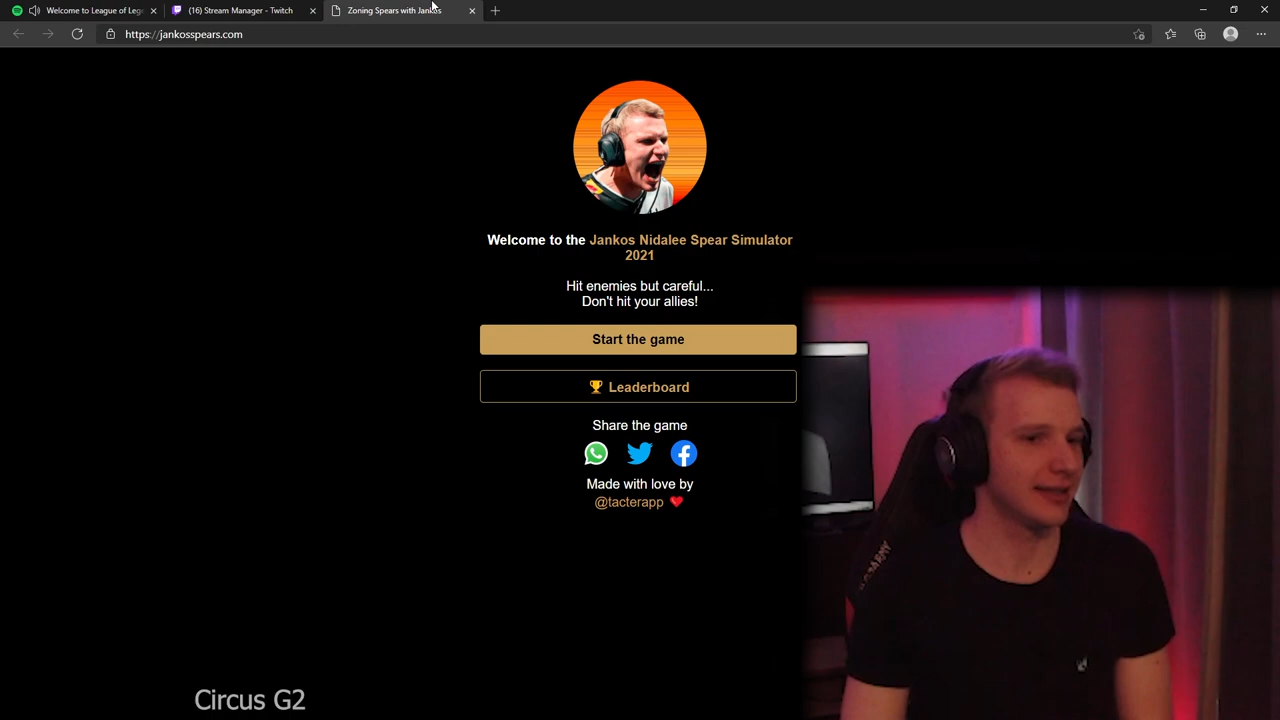 Welcome to League of Leg
(16) Stream Manager - Twitch
Zoning Spears with Jankos
https://jankosspears.com
Welcome to the Jankos Nidalee Spear Simulator
2021
Hit enemies but careful...
Don't hit your allies!
Start the game
Leaderboard
Share the game
Made with love by
@tacterapp
Circus G2